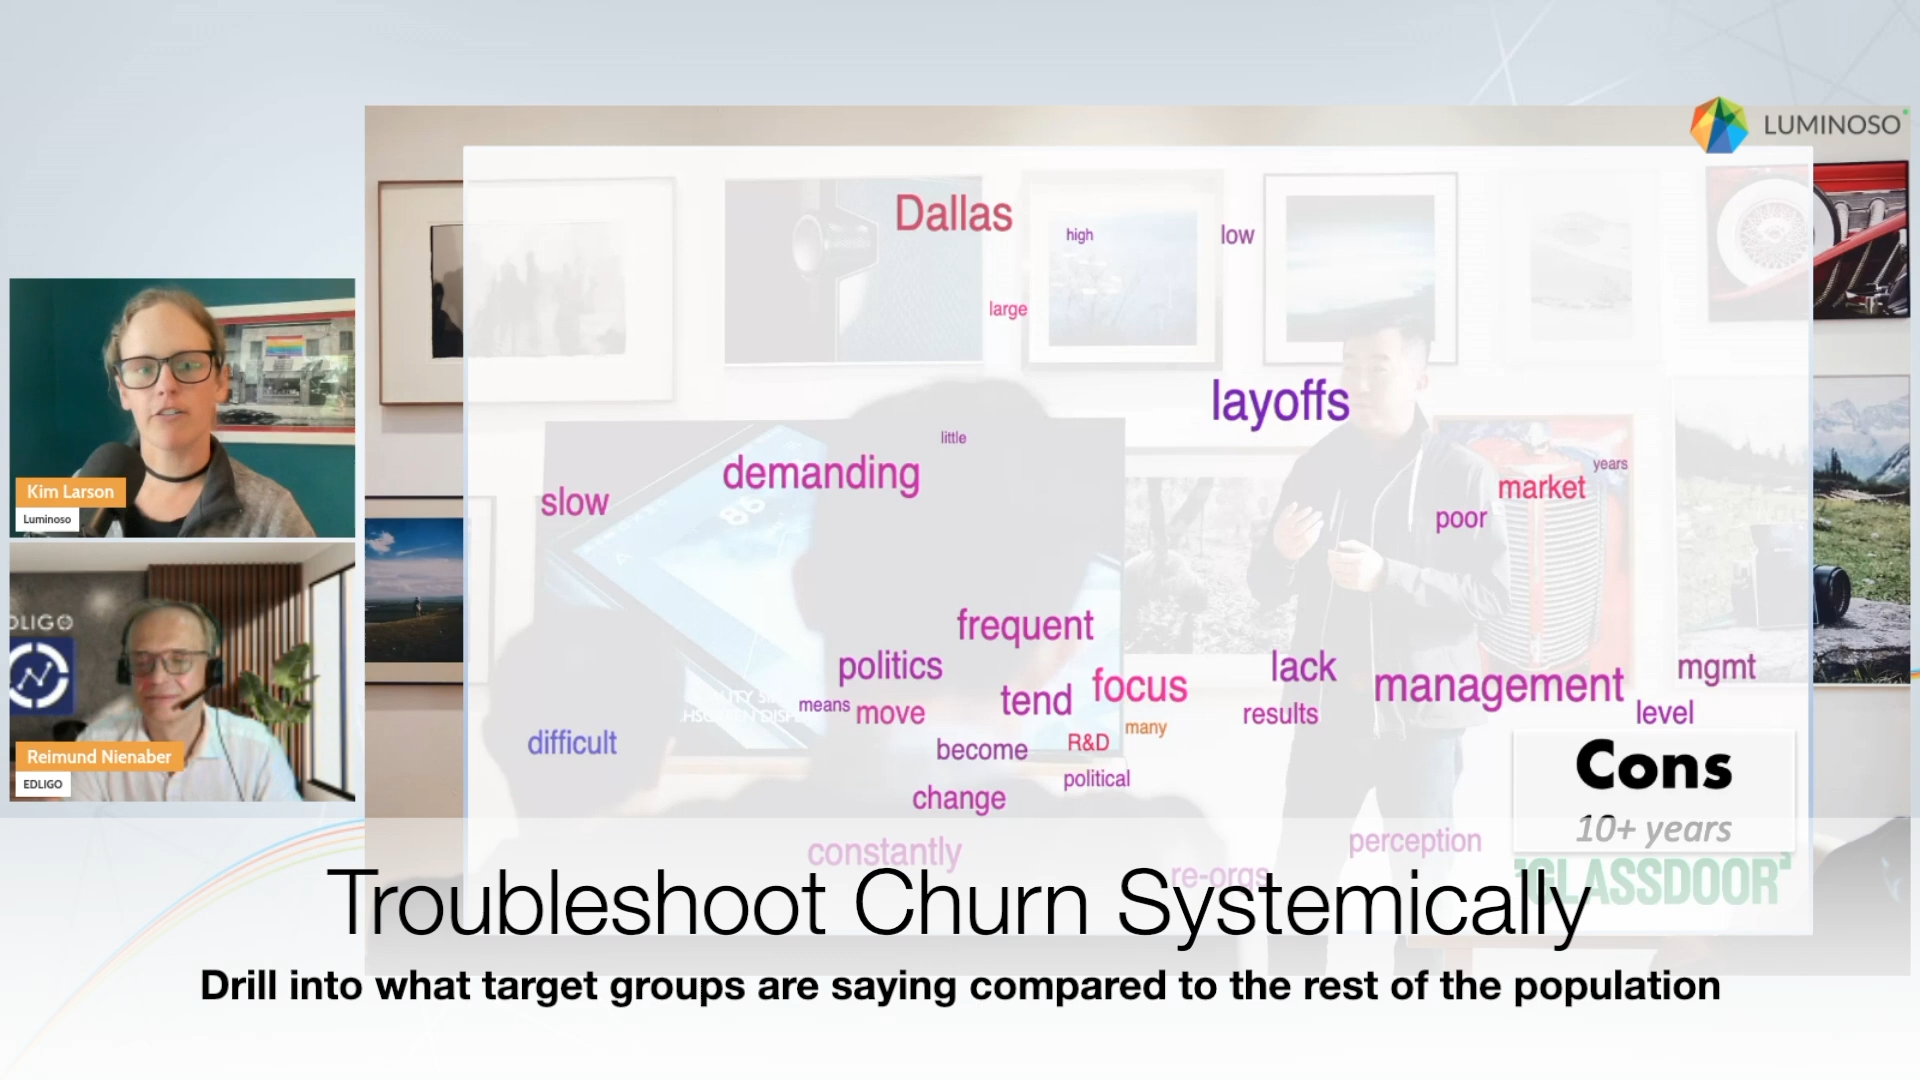 LUMINOSO
Dallas
high
low
large
layoffs
little
demanding
years
slow
market
poor
frequent
politics
lack
mgmt
tend
focus
management
means
move
results
level
many
difficult
become
R&D
political
change
constantly
perception
re-orgs
Cons
10+ years
GLASSDOOR
Kim Larson
Luminoso
DLIGO
Reimund Nienaber
EDLIGO
Troubleshoot Churn Systemically
Drill into what target groups are saying compared to the rest of the population